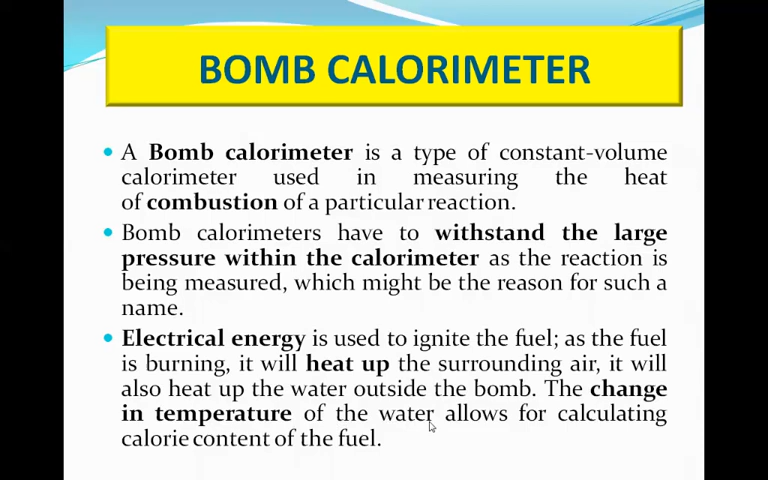 BOMB CALORIMETER
• A Bomb calorimeter is a type of constant-volume
calorimeter used in measuring the heat
of combustion of a particular reaction.
• Bomb calorimeters have to withstand the large
pressure within the calorimeter as the reaction is
being measured, which might be the reason for such a
name.
• Electrical energy is used to ignite the fuel; as the fuel
is burning, it will heat up the surrounding air, it will
also heat up the water outside the bomb. The change
in temperature of the water allows for calculating
calorie content of the fuel.